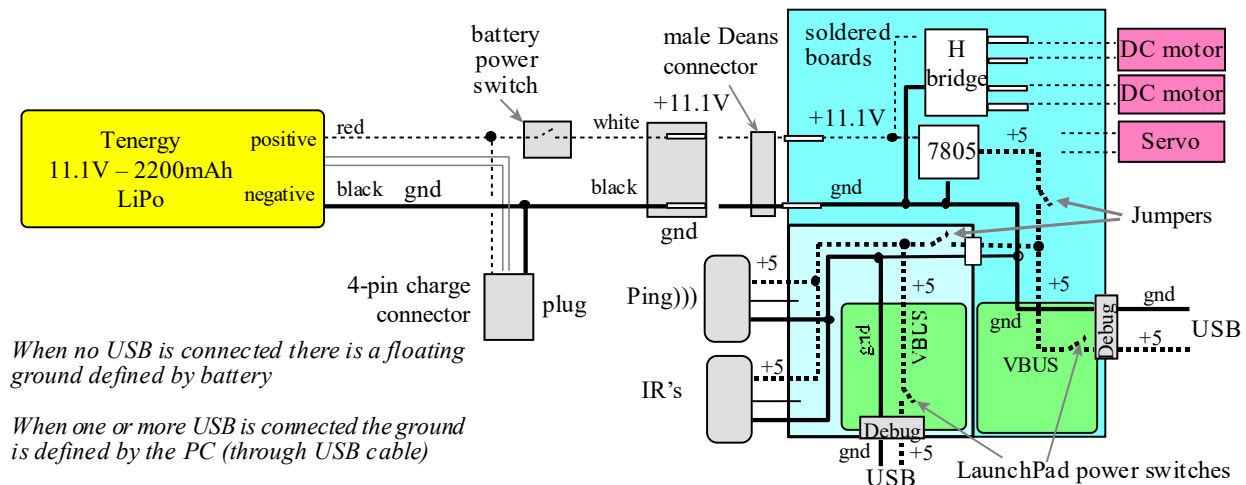 battery
power
switch
male Deans
connector
+11.1V
soldered
boards
H
bridge
DC motor
DC motor
Servo
Tenergy
11.1V – 2200mAh
LiPo
positive
negative
red
white
+11.1V
7805
+5
black
gnd
black
gnd
gnd
Jumpers
4-pin charge
connector
plug
Ping)))
+5
+5
+5
gnd
VBUS
gnd
VBUS
Debug
gnd
+5
USB
IR's
+5
Debug
gnd
+5
USB
LaunchPad power switches
When no USB is connected there is a floating
ground defined by battery
When one or more USB is connected the ground
is defined by the PC (through USB cable)